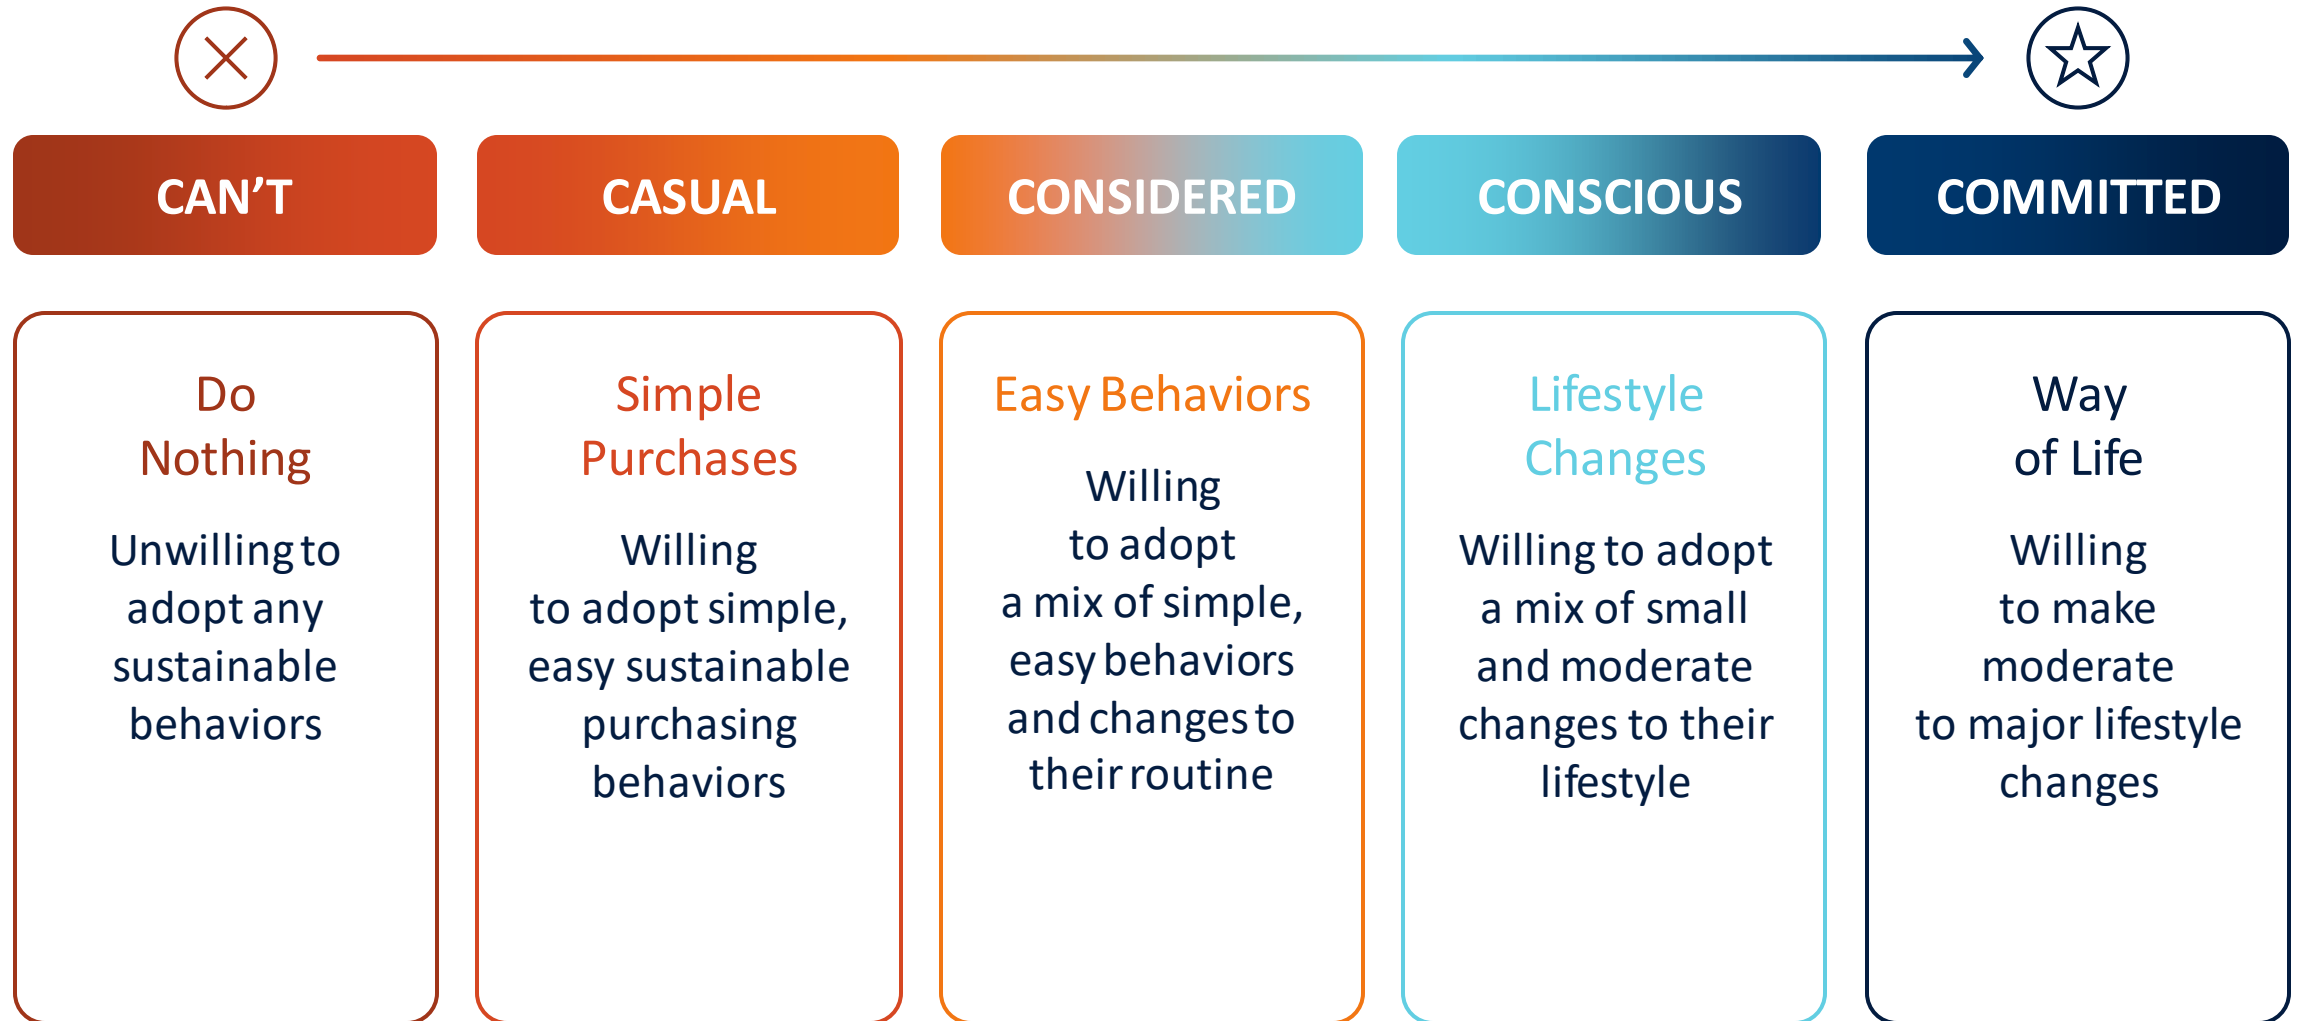 CAN’T
CASUAL
CONSIDERED
CONSCIOUS
COMMITTED
Do
Nothing
Unwilling to
adopt any
sustainable
behaviors
Simple
Purchases
Willing
to adopt simple,
easy sustainable
purchasing
behaviors
Easy Behaviors
Willing
to adopt
a mix of simple,
easy behaviors
and changes to
their routine
Lifestyle
Changes
Willing to adopt
a mix of small
and moderate
changes to their
lifestyle
Way
of Life
Willing
to make
moderate
to major lifestyle
changes